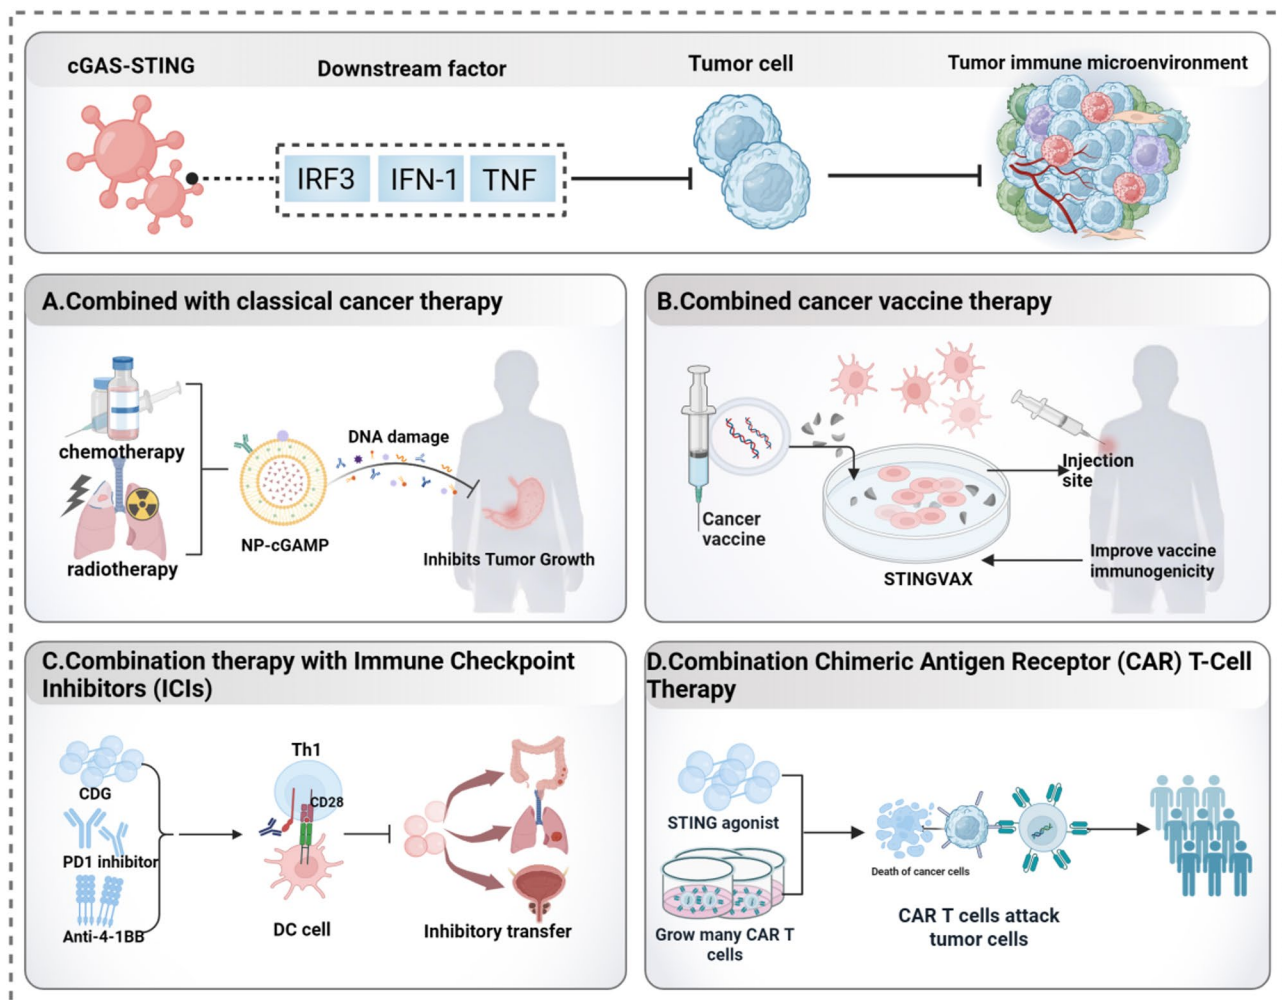 cGAS-STING
Downstream factor
Tumor cell
Tumor immune microenvironment
IRF3
IFN-1
TNF
A.Combined with classical cancer therapy
chemotherapy
radiotherapy
NP-cGAMP
DNA damage
Inhibits Tumor Growth
B.Combined cancer vaccine therapy
Cancer
vaccine
STINGVAX
Injection
site
Improve vaccine
immunogenicity
C.Combination therapy with Immune Checkpoint
Inhibitors (ICIs)
CDG
PD1 inhibitor
Anti-4-1BB
Th1
CD28
DC cell
Inhibitory transfer
D.Combination Chimeric Antigen Receptor (CAR) T-Cell
Therapy
STING agonist
Grow many CAR T
cells
Death of cancer cells
CAR T cells attack
tumor cells